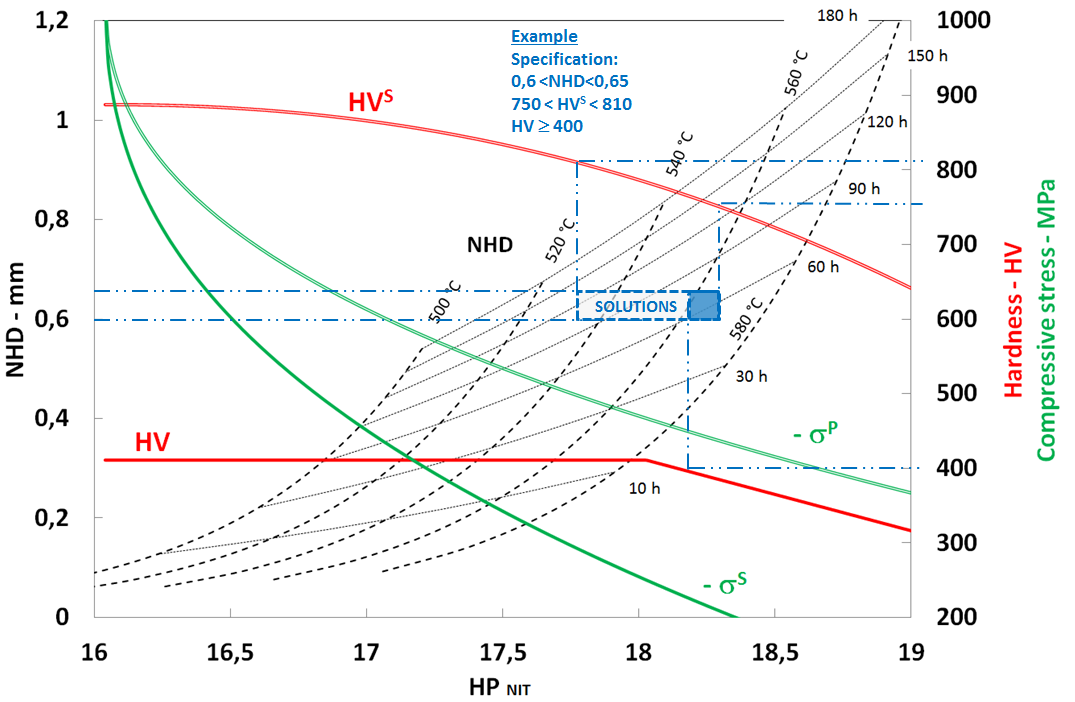 1,2
1
0,8
0,6
0,4
0,2
0
NHD - mm
16
16,5
17
17,5
18
18,5
19
HP NIT
1000
900
800
700
600
500
400
300
200
Hardness - HV
Compressive stress - MPa
Example
Specification:
0,6 <NHD<0,65
750 < HVS < 810
HV ≥ 400
HVS
HV
NHD
SOLUTIONS
- σP
- σS
500 °C
520 °C
540 °C
560 °C
580 °C
180 h
150 h
120 h
90 h
60 h
30 h
10 h